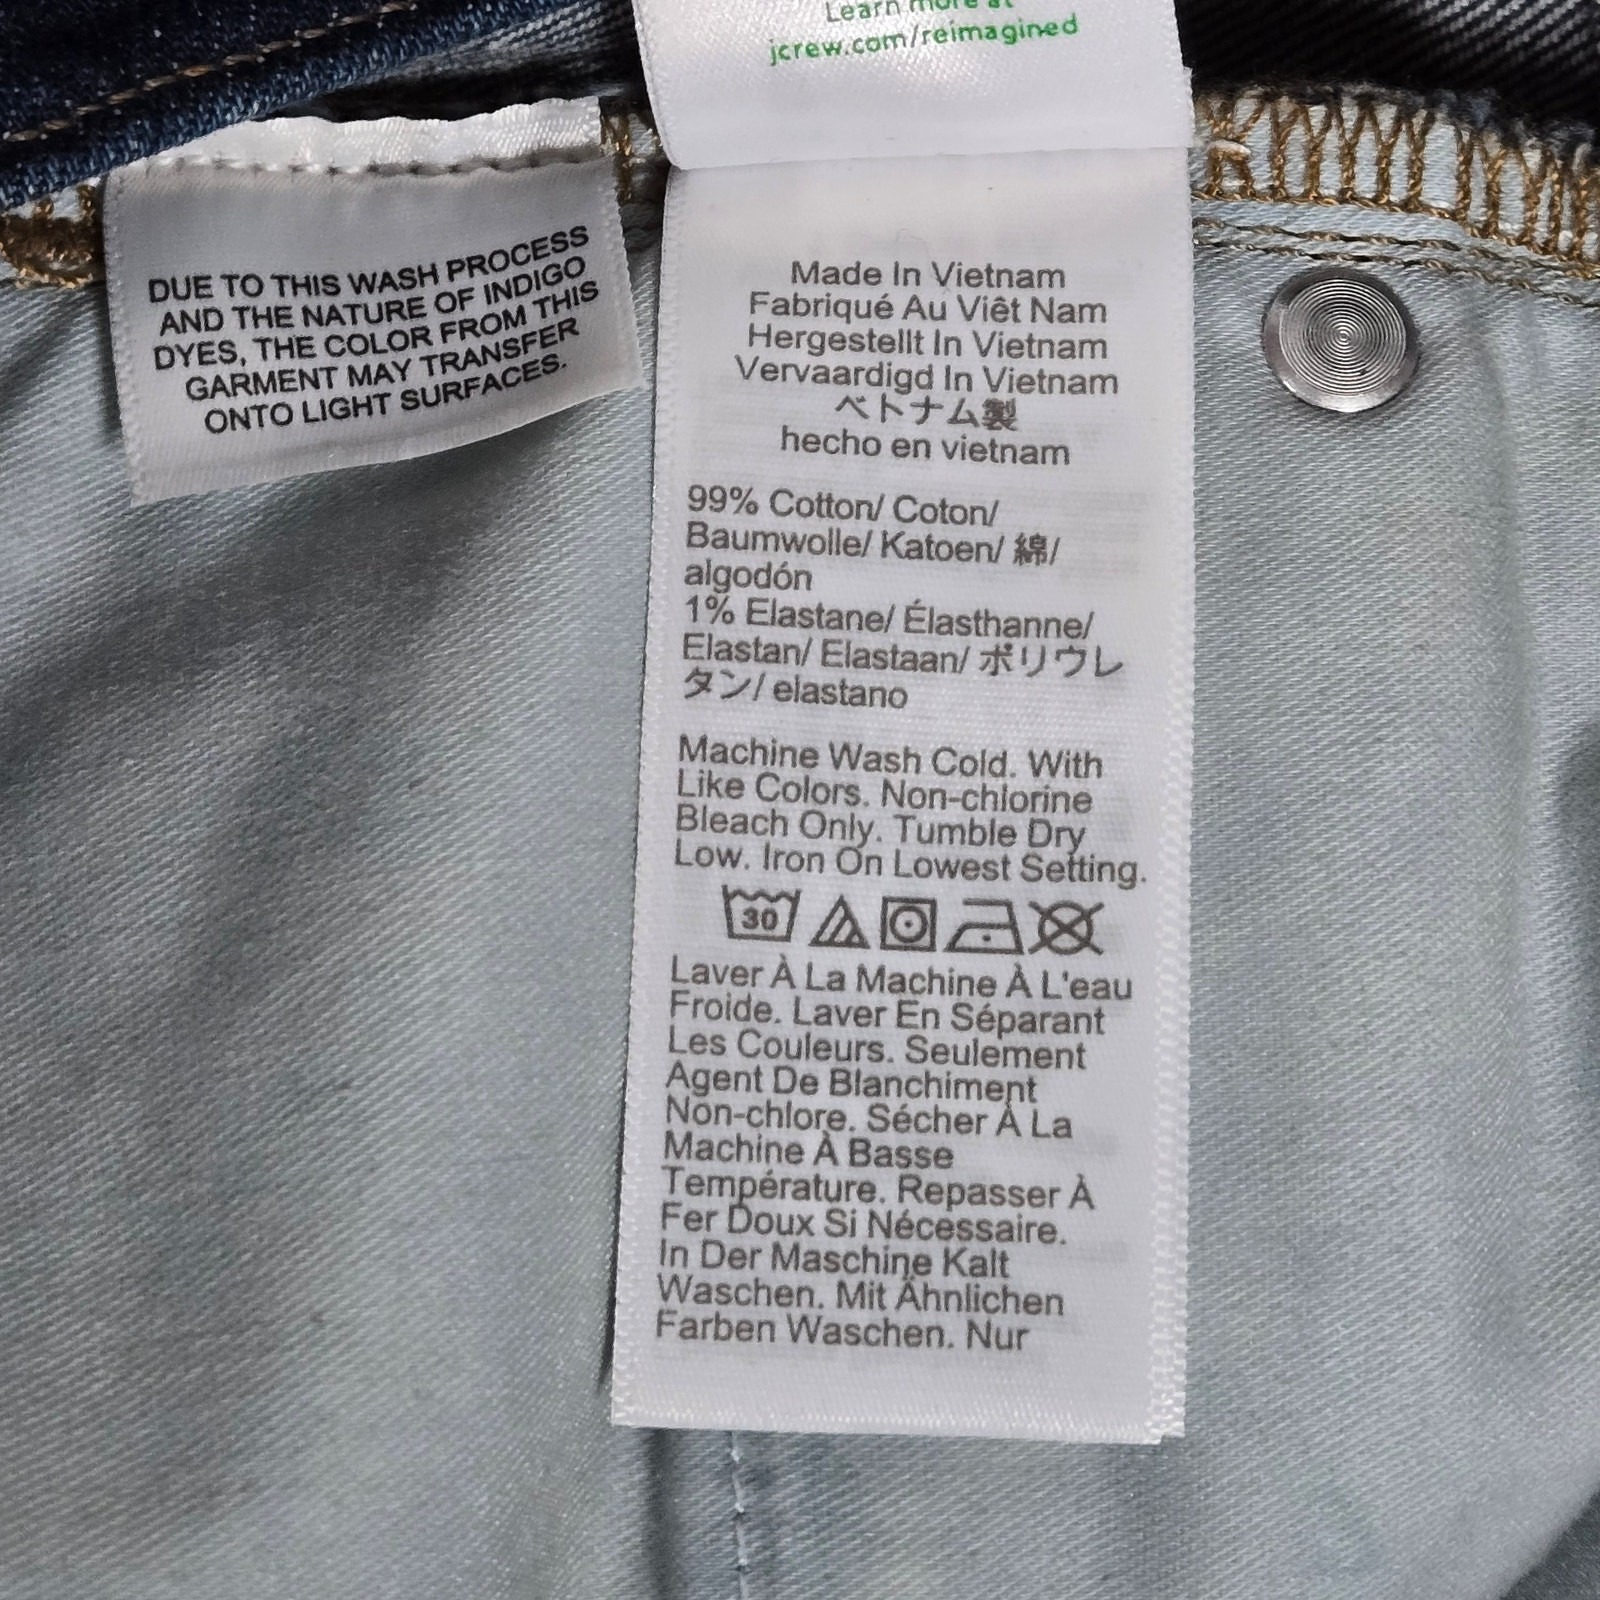 Learn more at
jcrew.com/reimagined
DUE TO THIS WASH PROCESS
AND THE NATURE OF INDIGO
DYES, THE COLOR FROM THIS
GARMENT MAY TRANSFER
ONTO LIGHT SURFACES.
Made In Vietnam
Fabriqué Au Viêt Nam
Hergestellt In Vietnam
Vervaardigd In Vietnam
ベトナム製
hecho en vietnam
99% Cotton/ Coton/
Baumwolle/ Katoen/ 綿/
algodón
1% Elastane/ Élasthanne/
Elastan/ Elastaan/ ポリウレ
タン/ elastano
Machine Wash Cold. With
Like Colors. Non-chlorine
Bleach Only. Tumble Dry
Low. Iron On Lowest Setting.
30
Laver À La Machine À L'eau
Froide. Laver En Séparant
Les Couleurs. Seulement
Agent De Blanchiment
Non-chlore. Sécher À La
Machine À Basse
Température. Repasser À
Fer Doux Si Nécessaire.
In Der Maschine Kalt
Waschen. Mit Ähnlichen
Farben Waschen. Nur